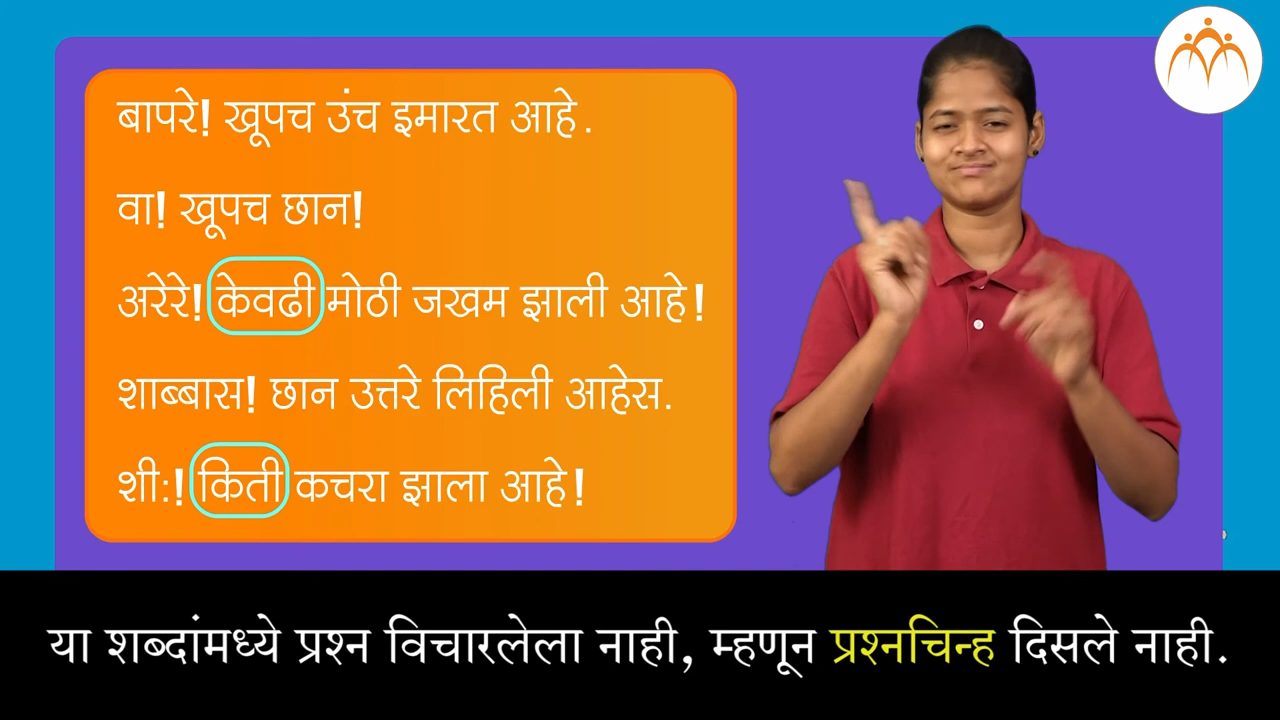 बापरे! खूपच उंच इमारत आहे.
वा! खूपच छान!
अरेरे! केवढी मोठी जखम झाली आहे!
शाब्बास! छान उत्तरे लिहिली आहेस.
शी:! किती कचरा झाला आहे!
या शब्दांमध्ये प्रश्न विचारलेला नाही, म्हणून प्रश्नचिन्ह दिसले नाही.